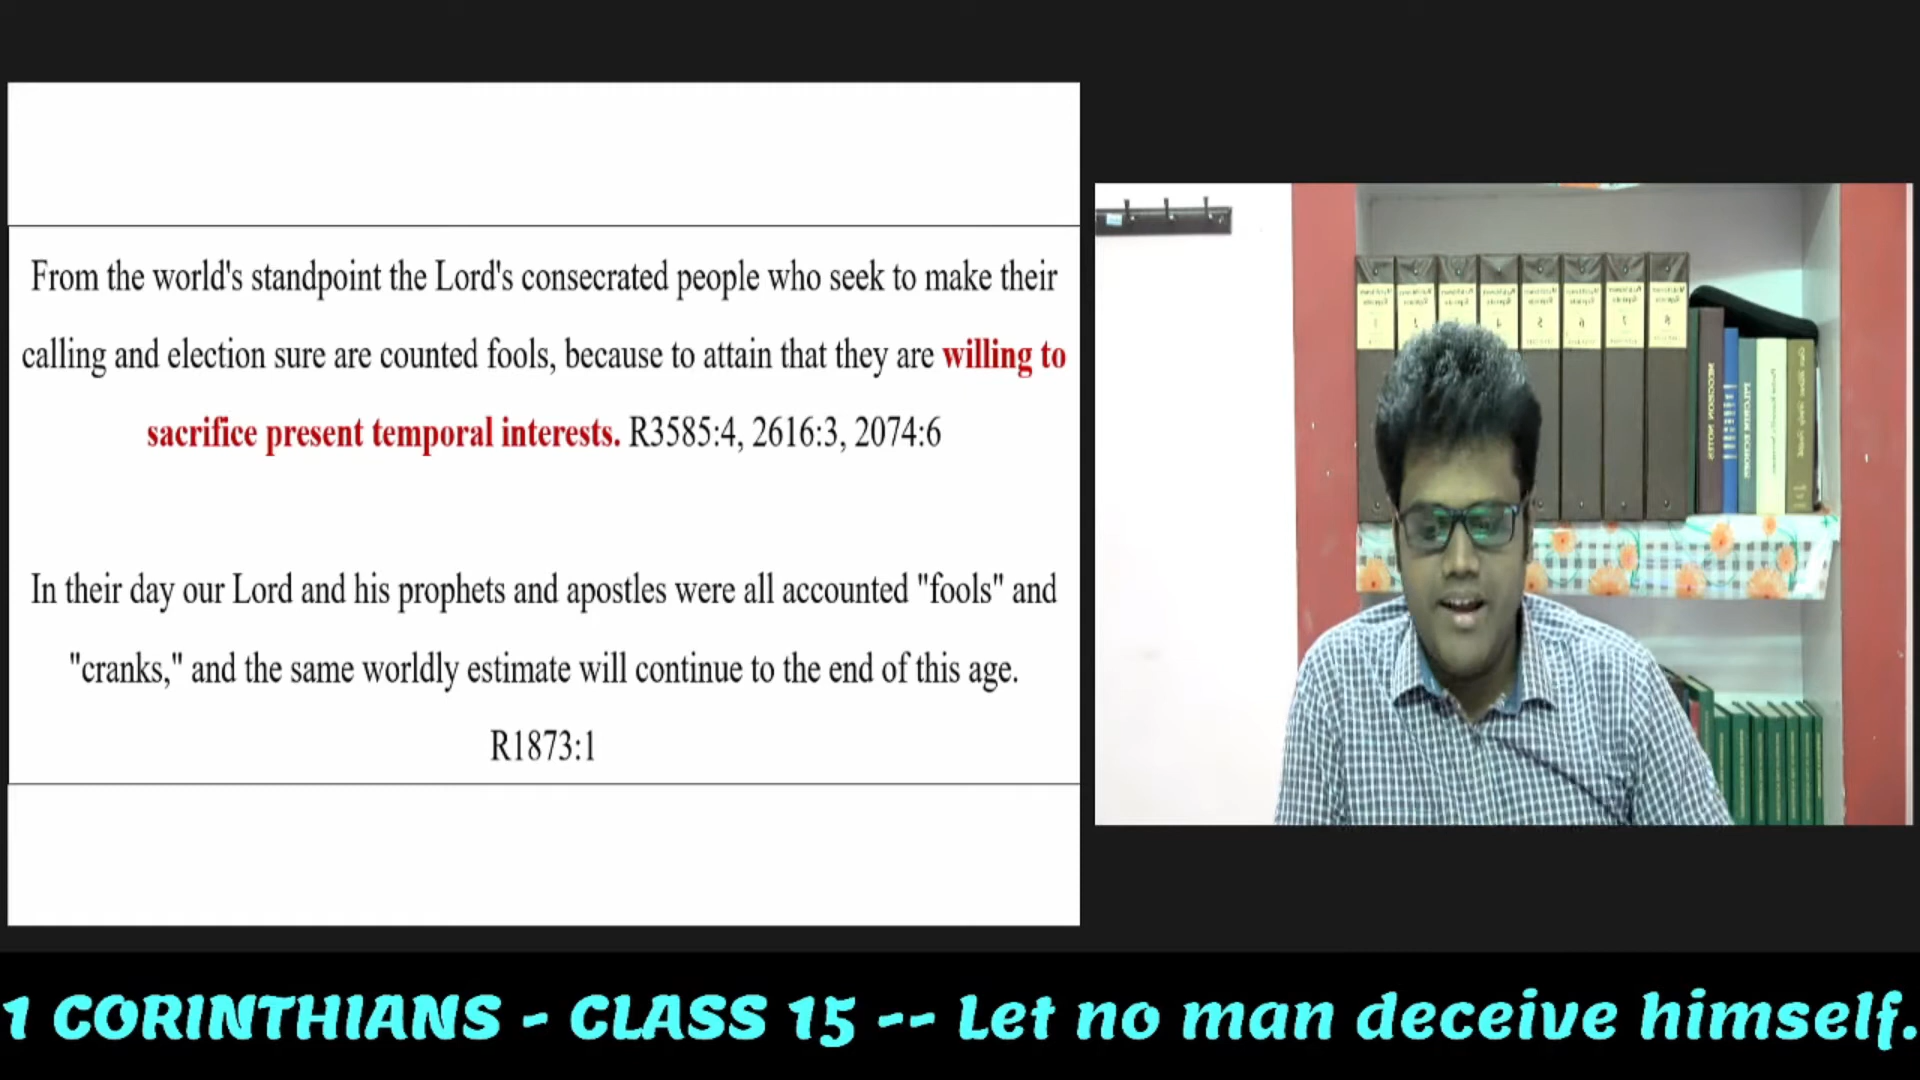 From the world's standpoint the Lord's consecrated people who seek to make their
calling and election sure are counted fools, because to attain that they are willing to
sacrifice present temporal interests. R3585:4, 2616:3, 2074:6
In their day our Lord and his prophets and apostles were all accounted "fools" and
"cranks," and the same worldly estimate will continue to the end of this age.
R1873:1
1 CORINTHIANS - CLASS 15 -- Let no man deceive himself.